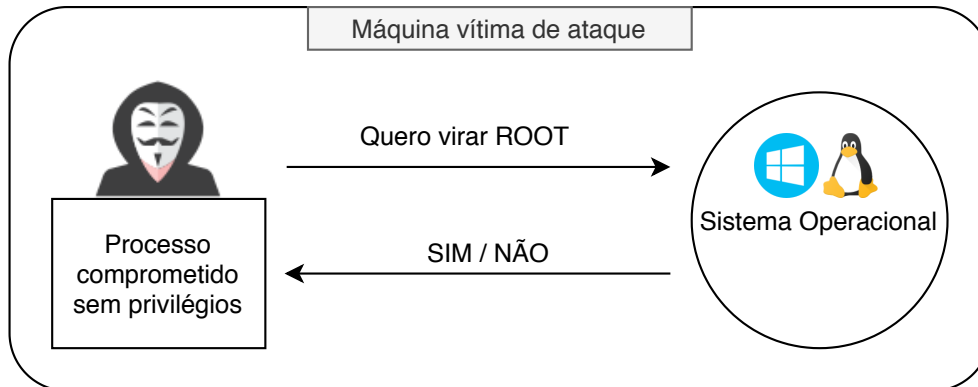 Máquina vítima de ataque
Quero virar ROOT
Sistema Operacional
Processo
comprometido
sem privilégios
SIM / NÃO